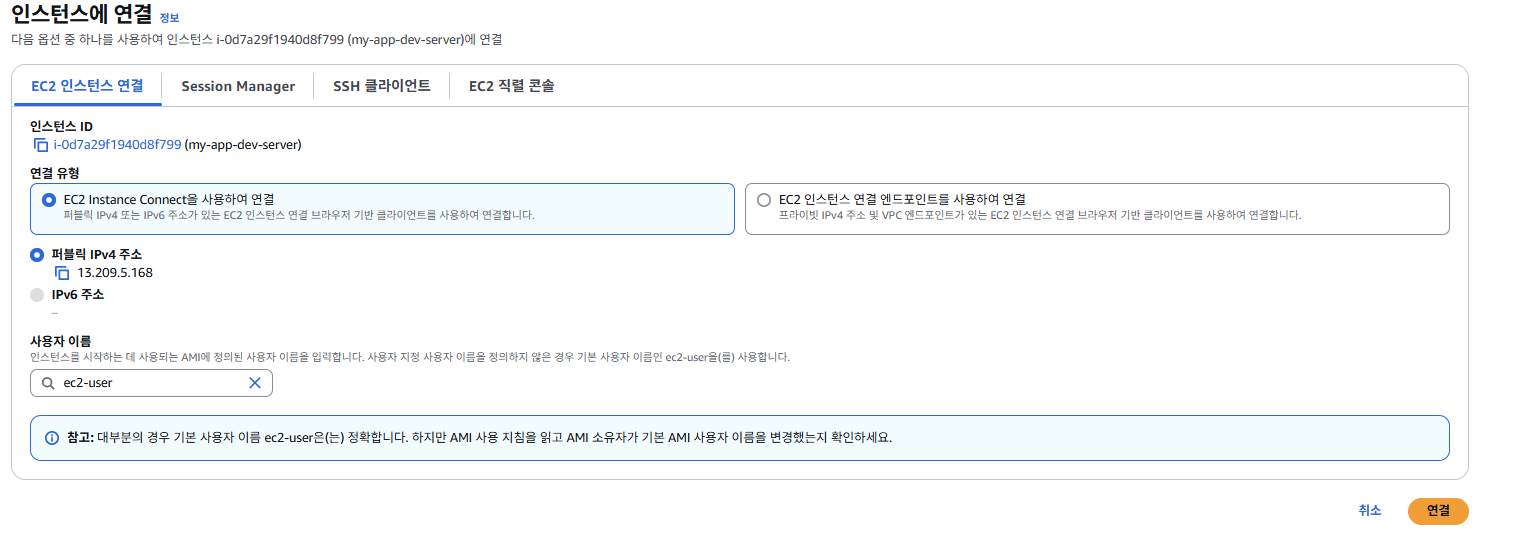 인스턴스에 연결 정보
다음 옵션 중 하나를 사용하여 인스턴스 i-0d7a29f1940d8f799 (my-app-dev-server)에 연결
EC2 인스턴스 연결
Session Manager
SSH 클라이언트
EC2 직렬 콘솔
인스턴스 ID
i-0d7a29f1940d8f799 (my-app-dev-server)
연결 유형
EC2 Instance Connect을 사용하여 연결
퍼블릭 IPv4 또는 IPv6 주소가 있는 EC2 인스턴스 연결 브라우저 기반 클라이언트를 사용하여 연결합니다.
EC2 인스턴스 연결 엔드포인트를 사용하여 연결
프라이빗 IPv4 주소 및 VPC 엔드포인트가 있는 EC2 인스턴스 연결 브라우저 기반 클라이언트를 사용하여 연결합니다.
퍼블릭 IPv4 주소
13.209.5.168
IPv6 주소
–
사용자 이름
인스턴스를 시작하는 데 사용되는 AMI에 정의된 사용자 이름을 입력합니다. 사용자 지정 사용자 이름을 정의하지 않은 경우 기본 사용자 이름인 ec2-user을(를) 사용합니다.
ec2-user
참고: 대부분의 경우 기본 사용자 이름 ec2-user은(는) 정확합니다. 하지만 AMI 사용 지침을 읽고 AMI 소유자가 기본 AMI 사용자 이름을 변경했는지 확인하세요.
취소
연결